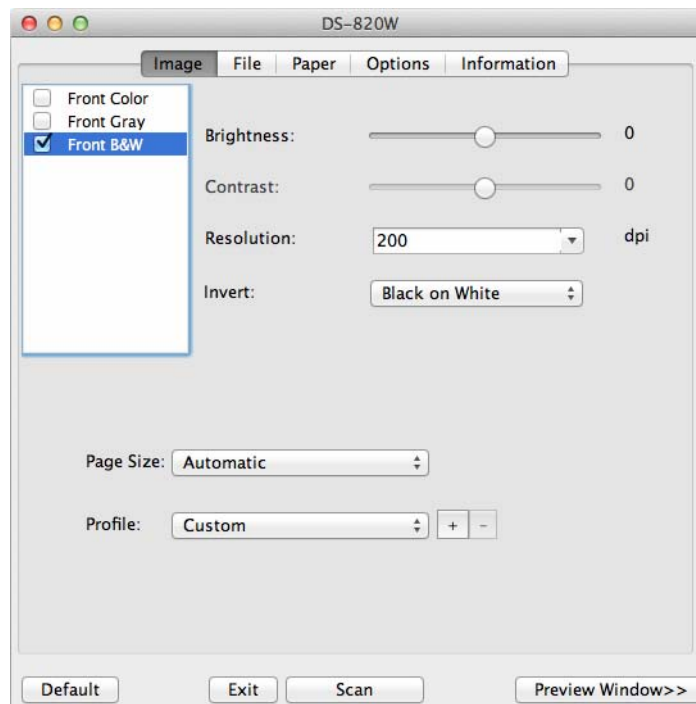 DS-820W
Image File Paper Options Information
Front Color
Front Gray
Front B&W
Brightness: 0
Contrast: 0
Resolution: 200 dpi
Invert: Black on White
Page Size: Automatic
Profile: Custom + -
Default Exit Scan Preview Window>>